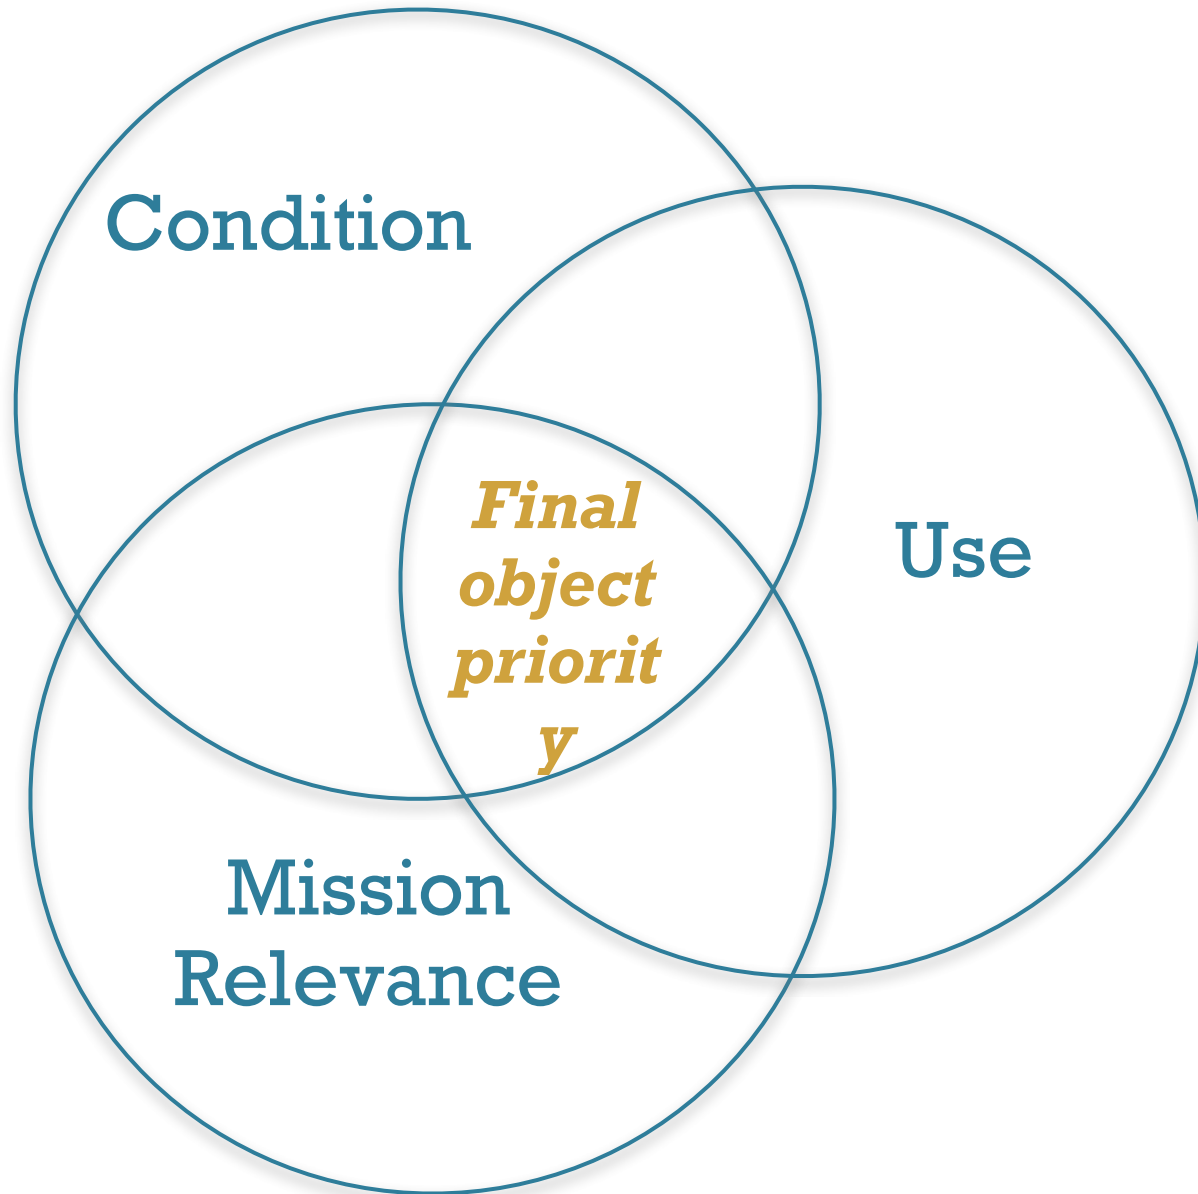 Condition
Use
Final
object
priorit
y
Mission
Relevance